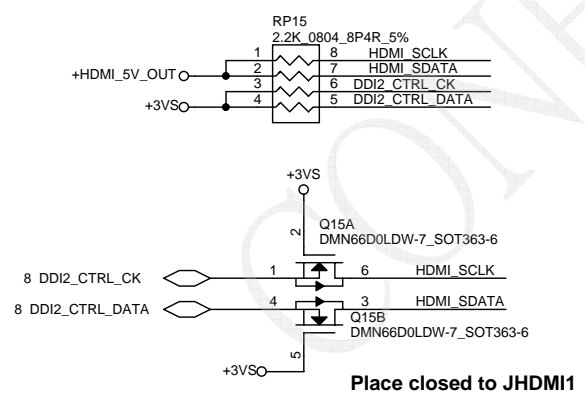 RP15
2.2K_0804_8P4R_5%
1 8 HDMI_SCLK
+HDMI_5V_OUT 2 7 HDMI_SDATA
3 6 DDI2_CTRL_CK
+3VS 4 5 DDI2_CTRL_DATA
+3VS
2
Q15A
DMN66D0LDW-7_SOT363-6
8 DDI2_CTRL_CK 1 6 HDMI_SCLK
8 DDI2_CTRL_DATA 4 3 HDMI_SDATA
Q15B
DMN66D0LDW-7_SOT363-6
5
+3VS
Place closed to JHDMI1